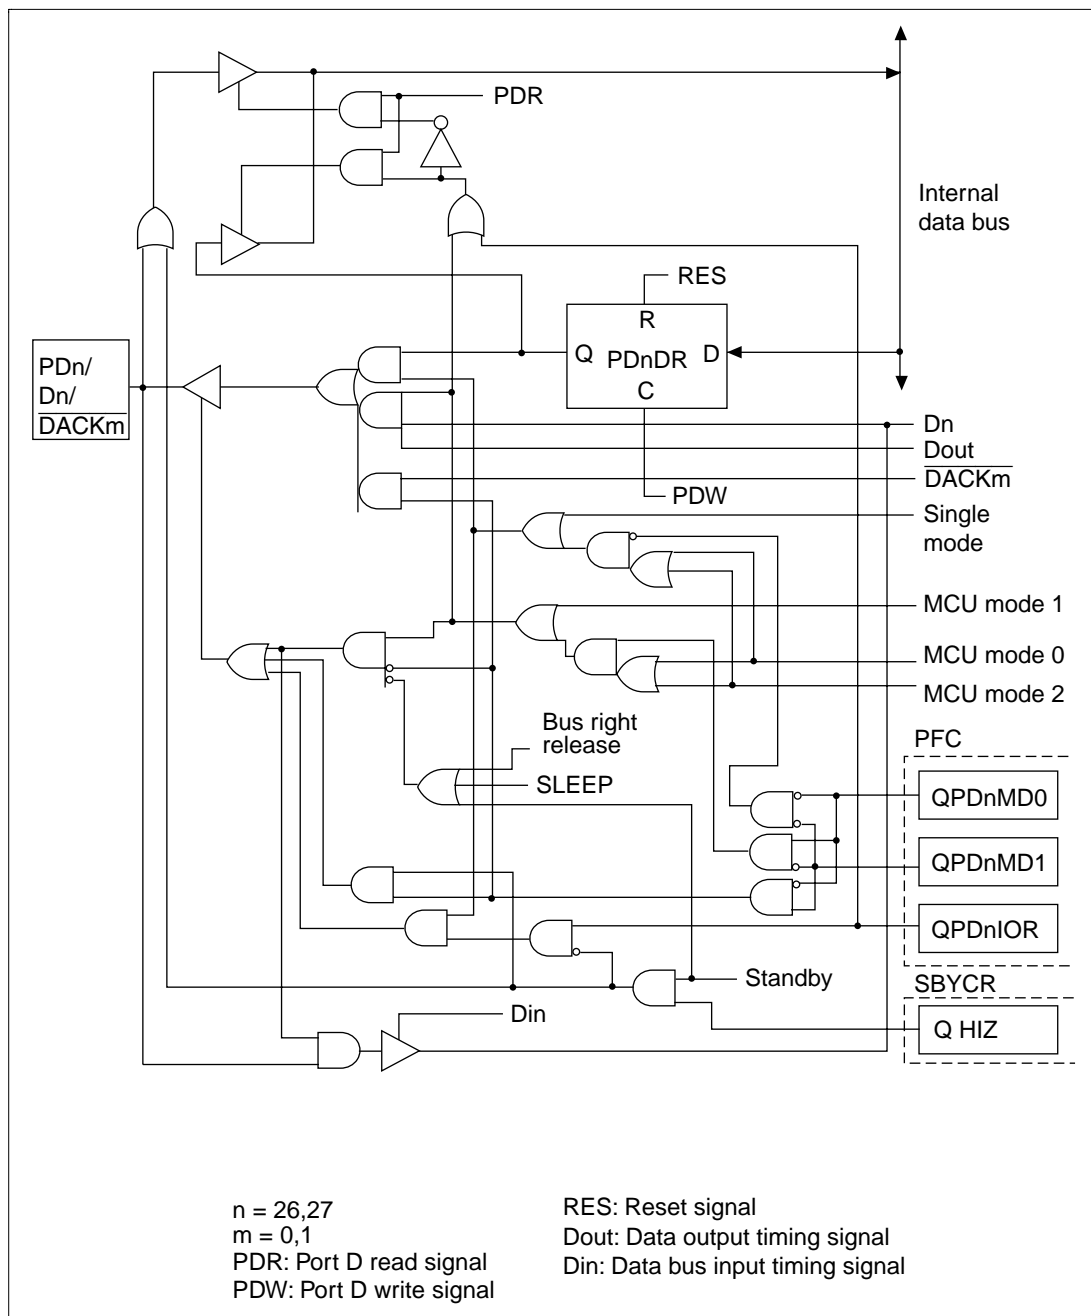 PDR
Internal
data bus
RES
R
Q
PDnDR
D
C
PDn/
Dn/
DACKm
Dn
Dout
DACKm
PDW
Single
mode
MCU mode 1
MCU mode 0
MCU mode 2
Bus right
release
PFC
SLEEP
QPDnMD0
QPDnMD1
QPDnIOR
Standby
SBYCR
Din
Q HIZ
n = 26,27
m = 0,1
PDR: Port D read signal
PDW: Port D write signal
RES: Reset signal
Dout: Data output timing signal
Din: Data bus input timing signal